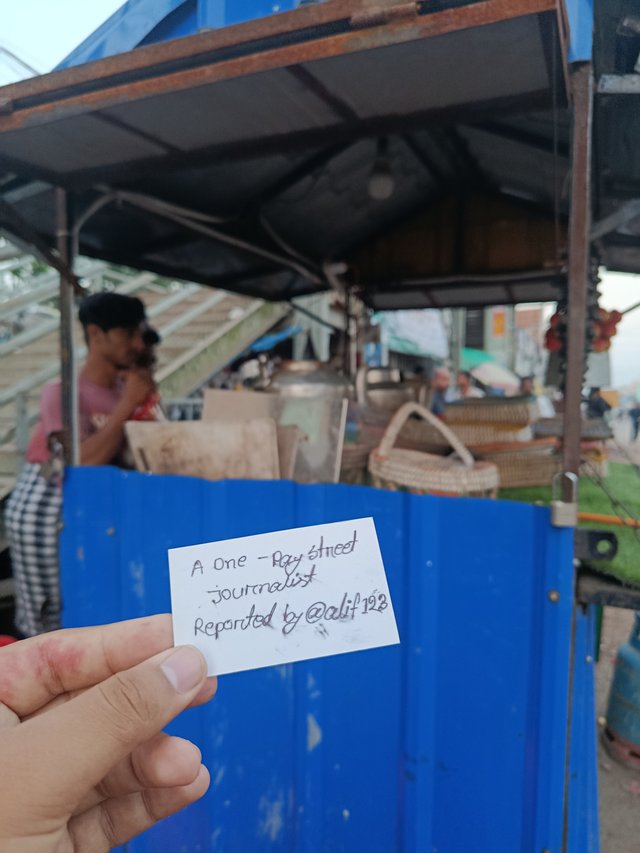 A One - Day street
journalist
Reported by @alif123